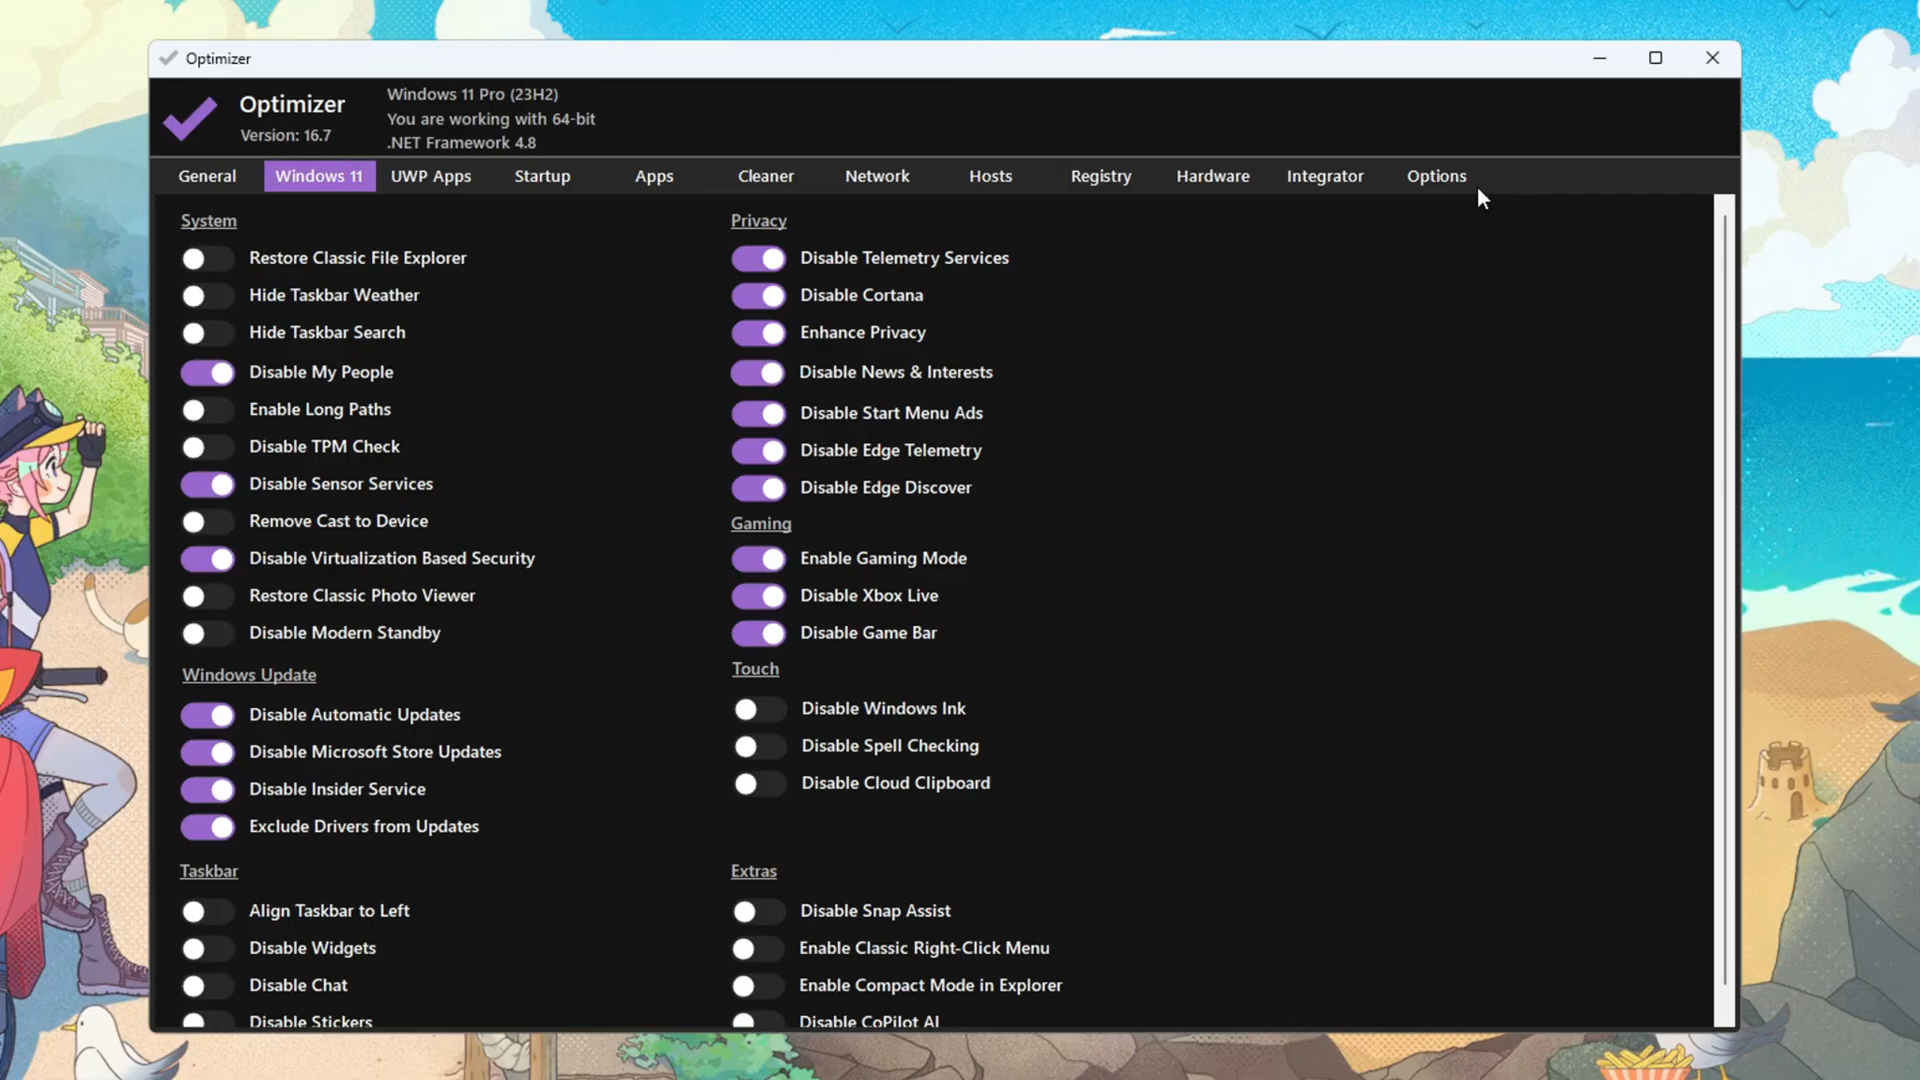 Optimizer
Optimizer
Version: 16.7
Windows 11 Pro (23H2)
You are working with 64-bit
.NET Framework 4.8
General
Windows 11
UWP Apps
Startup
Apps
Cleaner
Network
Hosts
Registry
Hardware
Integrator
Options
System
Restore Classic File Explorer
Hide Taskbar Weather
Hide Taskbar Search
Disable My People
Enable Long Paths
Disable TPM Check
Disable Sensor Services
Remove Cast to Device
Disable Virtualization Based Security
Restore Classic Photo Viewer
Disable Modern Standby
Windows Update
Disable Automatic Updates
Disable Microsoft Store Updates
Disable Insider Service
Exclude Drivers from Updates
Taskbar
Align Taskbar to Left
Disable Widgets
Disable Chat
Disable Stickers
Privacy
Disable Telemetry Services
Disable Cortana
Enhance Privacy
Disable News & Interests
Disable Start Menu Ads
Disable Edge Telemetry
Disable Edge Discover
Gaming
Enable Gaming Mode
Disable Xbox Live
Disable Game Bar
Touch
Disable Windows Ink
Disable Spell Checking
Disable Cloud Clipboard
Extras
Disable Snap Assist
Enable Classic Right-Click Menu
Enable Compact Mode in Explorer
Disable CoPilot AI